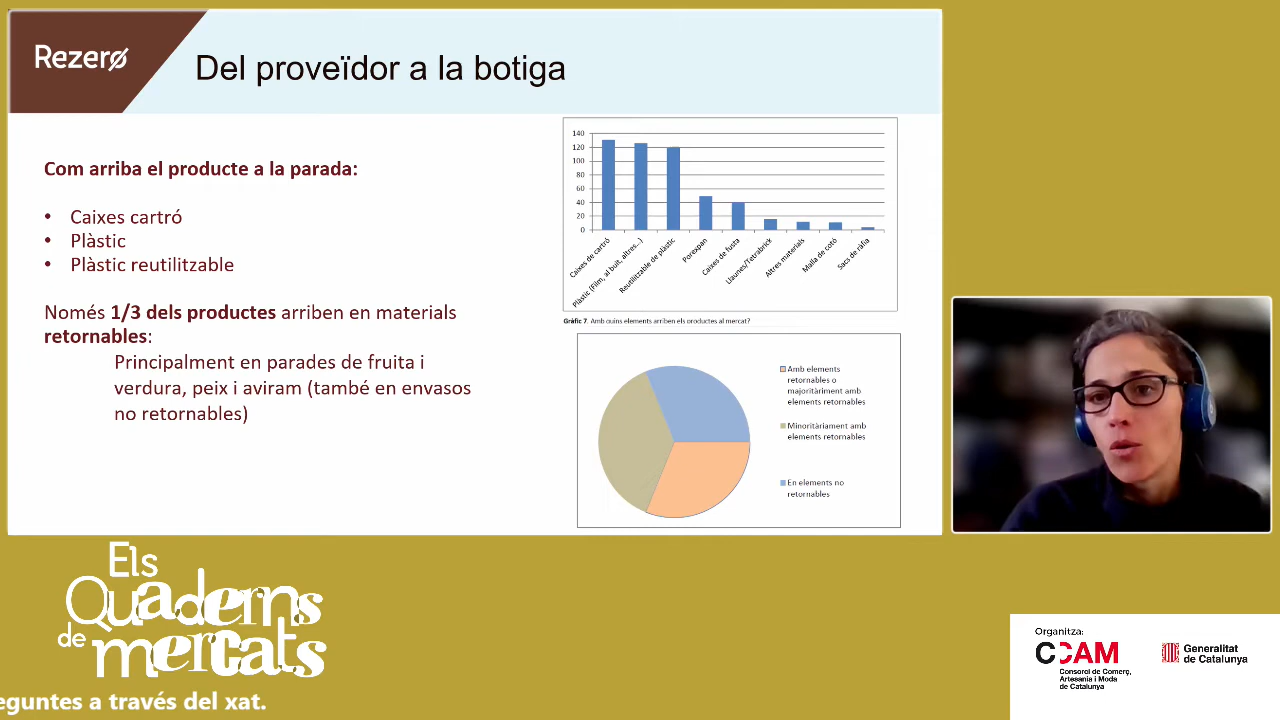 Rezero
Del proveïdor a la botiga
Com arriba el producte a la parada:
• Caixes cartró
• Plàstic
• Plàstic reutilitzable
Només 1/3 dels productes arriben en materials
retornables:
Principalment en parades de fruita i
verdura, peix i aviram (també en envasos
no retornables)
140
120
100
80
60
40
20
0
Caixes de cartró
Plàstic (Film, al buit, altres...)
Reutilitzable de plàstic
Porexpan
Caixes de fusta
Llaunes/Tetrabrick
Altres materials
Malla de cotó
Sacs de ràfia
Gràfic 7. Amb quins elements arriben els productes al mercat?
Amb elements
retornables o
majoritàriment amb
elements retornables
Minoritàriament amb
elements retornables
En elements no
retornables
Els
Quaderns
de mercats
eguntes a través del xat.
Organitza:
CCAM
Consorci de Comerç,
Artesania i Moda
de Catalunya
Generalitat
de Catalunya